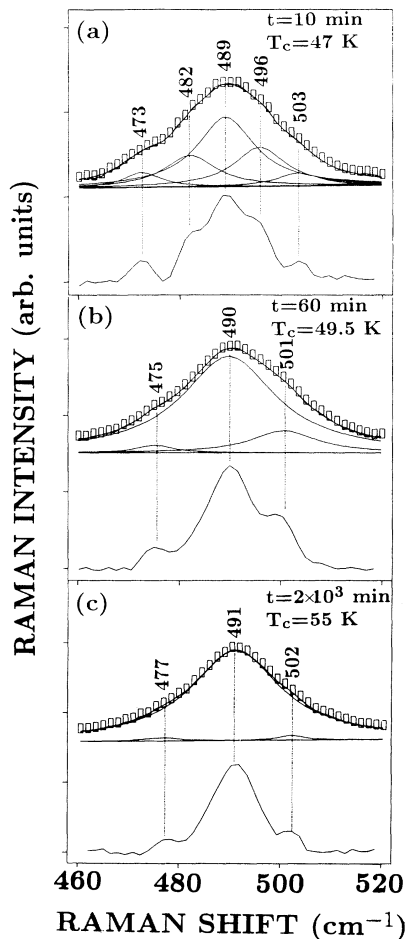 (a)
t=10 min
Tc=47 K
473
482
489
496
503
(b)
t=60 min
Tc=49.5 K
475
490
501
(c)
t=2×10³ min
Tc=55 K
477
491
502
RAMAN INTENSITY (arb. units)
460 480 500 520
RAMAN SHIFT (cm⁻¹)